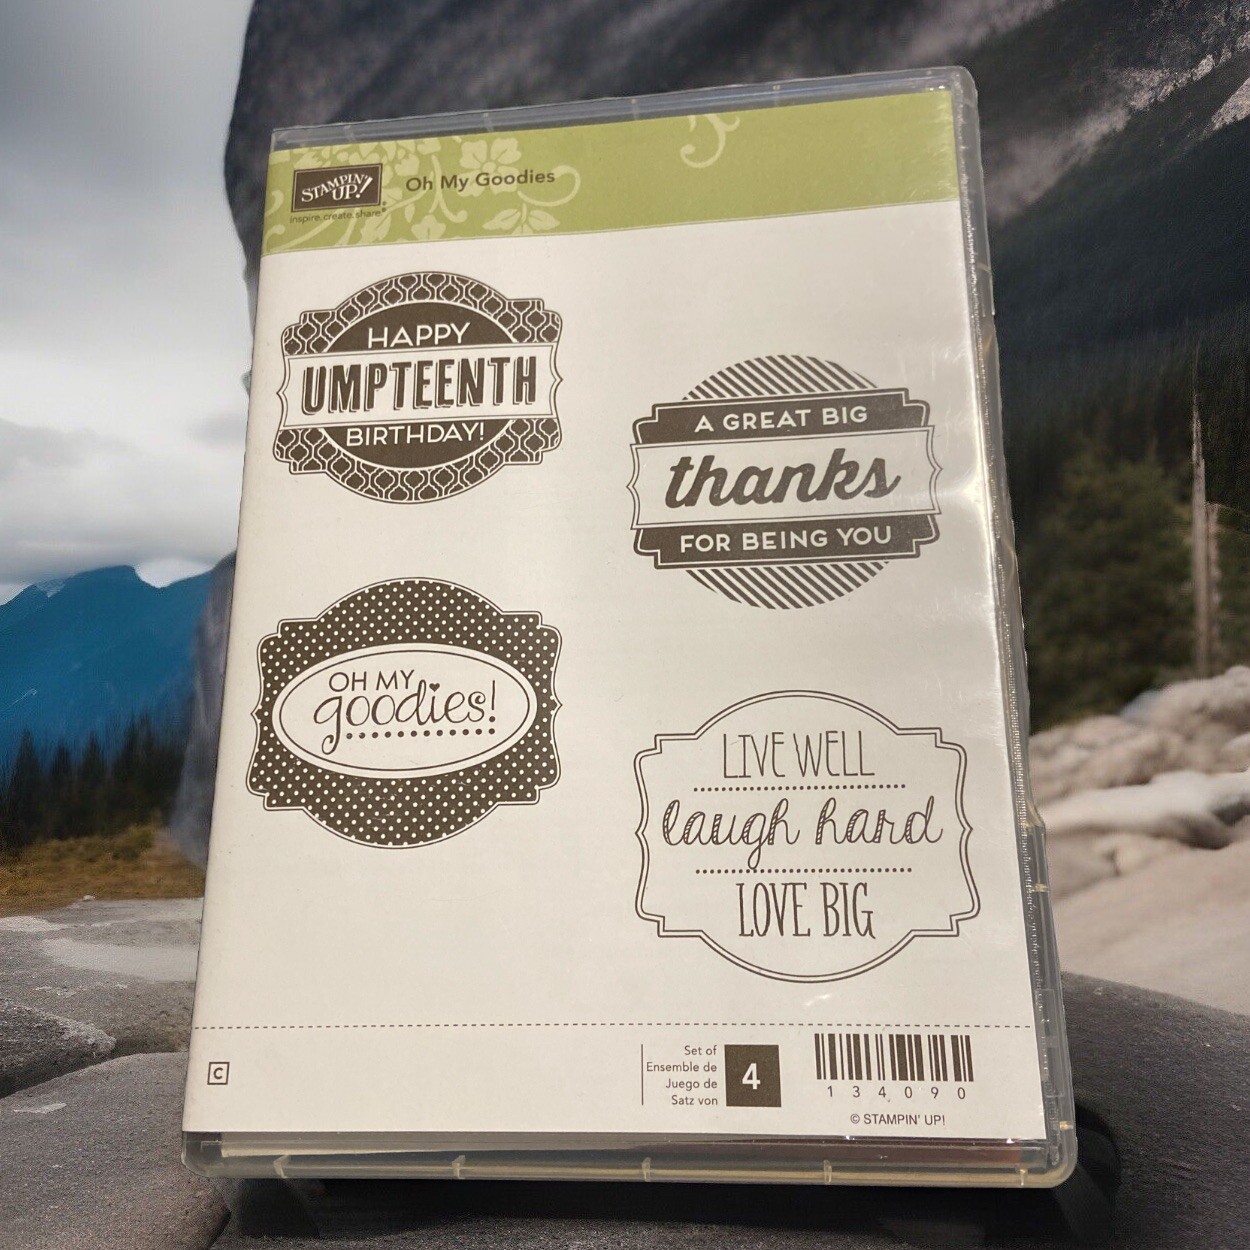 STAMPIN' UP!
inspire.create.share.
Oh My Goodies
HAPPY
UMPTEENTH
BIRTHDAY!
A GREAT BIG
thanks
FOR BEING YOU
OH MY
goodies!
LIVE WELL
laugh hard
LOVE BIG
C
Set of
Ensemble de
Juego de
Satz von
4
134090
© STAMPIN' UP!